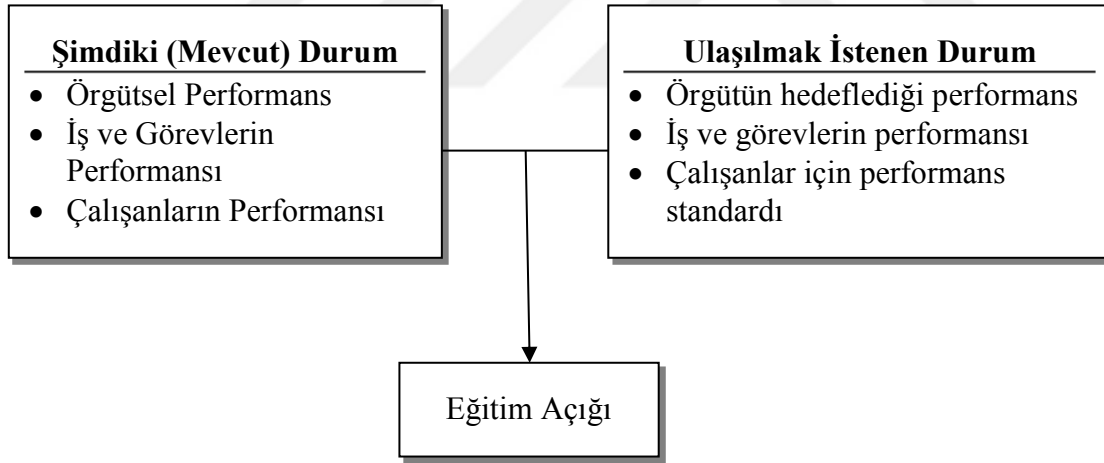 Şimdiki (Mevcut) Durum
• Örgütsel Performans
• İş ve Görevlerin
Performansı
• Çalışanların Performansı
Ulaşılmak İstenen Durum
• Örgütün hedeflediği performans
• İş ve görevlerin performansı
• Çalışanlar için performans
standardı
Eğitim Açığı